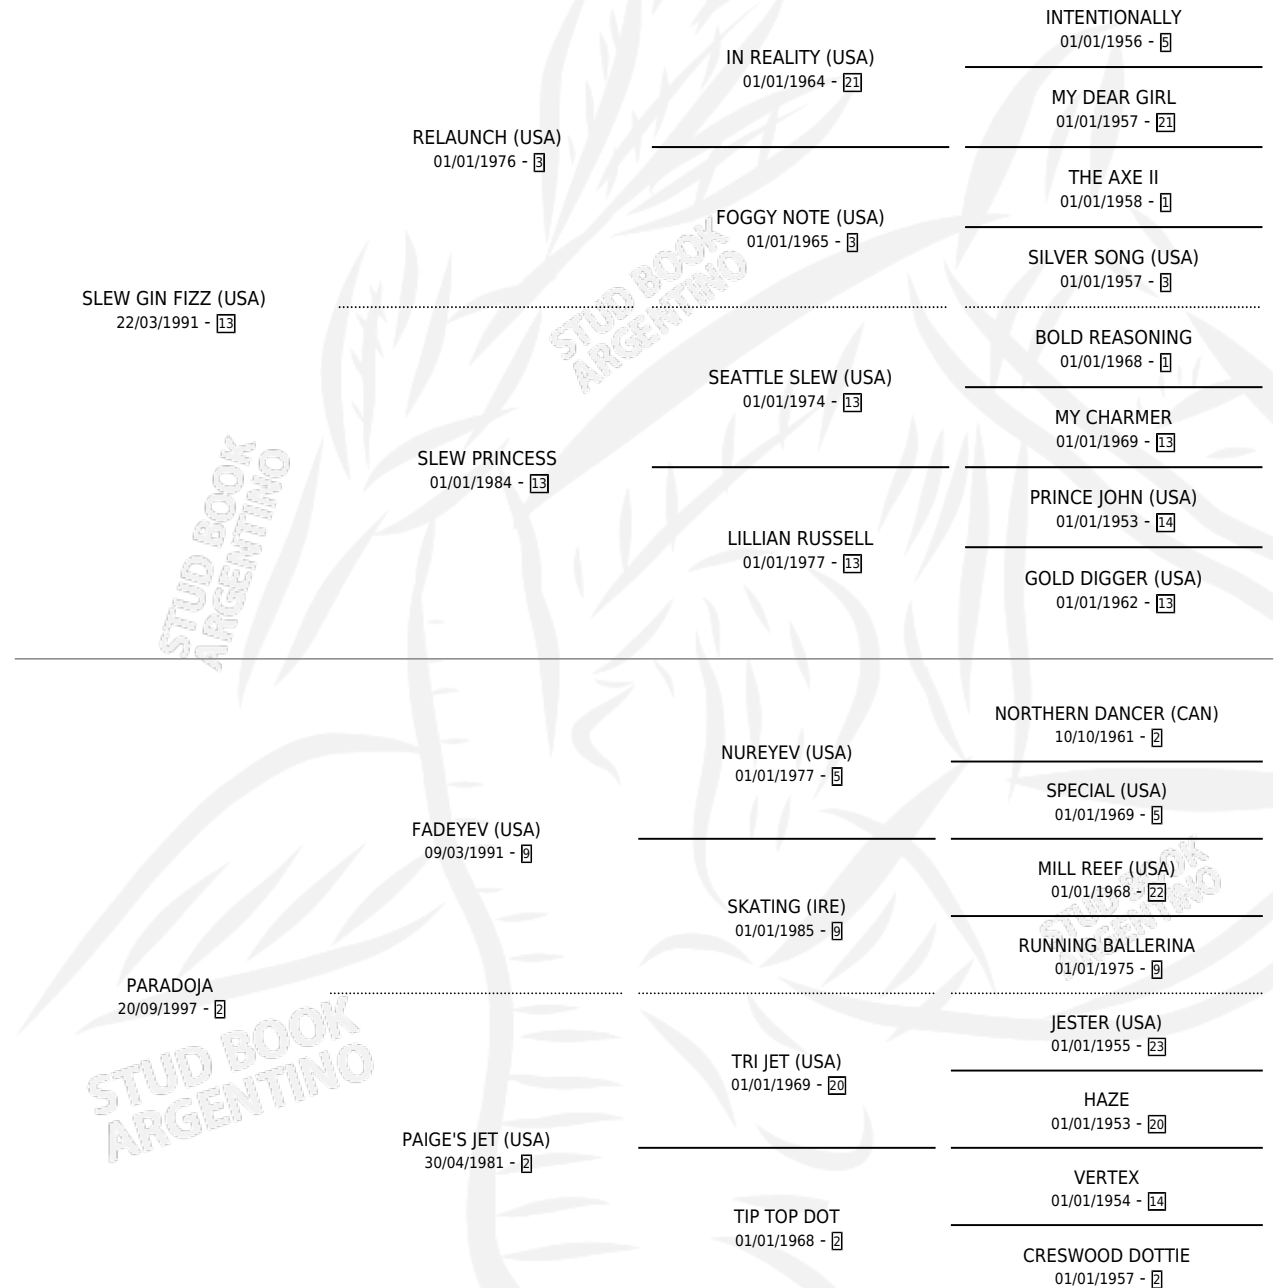 INTENTIONALLY
01/01/1956 - 5
IN REALITY (USA)
01/01/1964 - 21
MY DEAR GIRL
01/01/1957 - 21
RELAUNCH (USA)
01/01/1976 - 3
THE AXE II
01/01/1958 - 1
FOGGY NOTE (USA)
01/01/1965 - 3
SILVER SONG (USA)
01/01/1957 - 3
SLEW GIN FIZZ (USA)
22/03/1991 - 13
BOLD REASONING
01/01/1968 - 1
SEATTLE SLEW (USA)
01/01/1974 - 13
MY CHARMER
01/01/1969 - 13
SLEW PRINCESS
01/01/1984 - 13
PRINCE JOHN (USA)
01/01/1953 - 14
LILLIAN RUSSELL
01/01/1977 - 13
GOLD DIGGER (USA)
01/01/1962 - 13
NORTHERN DANCER (CAN)
10/10/1961 - 2
NUREYEV (USA)
01/01/1977 - 5
SPECIAL (USA)
01/01/1969 - 5
FADEYEV (USA)
09/03/1991 - 9
MILL REEF (USA)
01/01/1968 - 22
SKATING (IRE)
01/01/1985 - 9
RUNNING BALLERINA
01/01/1975 - 9
PARADOJA
20/09/1997 - 2
JESTER (USA)
01/01/1955 - 23
TRI JET (USA)
01/01/1969 - 20
HAZE
01/01/1953 - 20
PAIGE'S JET (USA)
30/04/1981 - 2
VERTEX
01/01/1954 - 14
TIP TOP DOT
01/01/1968 - 2
CRESWOOD DOTTIE
01/01/1957 - 2
STUD BOOK
ARGENTINO
STUD BOOK
ARGENTINO
STUD BOOK
ARGENTINO
STUD BOOK
ARGENTINO